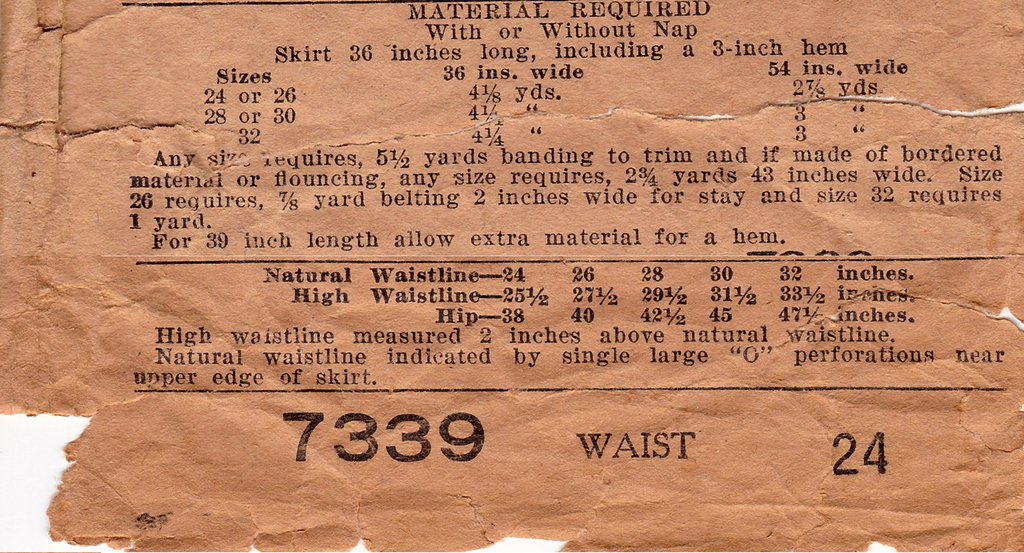 MATERIAL REQUIRED
With or Without Nap
Skirt 36 inches long, including a 3-inch hem
Sizes 36 ins. wide 54 ins. wide
24 or 26 4⅛ yds. 2⅞ yds.
28 or 30 4¼ " 3 "
32 4¼ " 3 "
Any size requires, 5½ yards banding to trim and if made of bordered
material or flouncing, any size requires, 2¾ yards 43 inches wide. Size
26 requires, ⅞ yard belting 2 inches wide for stay and size 32 requires
1 yard.
For 39 inch length allow extra material for a hem.
Natural Waistline—24 26 28 30 32 inches.
High Waistline—25½ 27½ 29½ 31½ 33½ inches.
Hip—38 40 42½ 45 47½ inches.
High waistline measured 2 inches above natural waistline.
Natural waistline indicated by single large "O" perforations near
upper edge of skirt.
7339 WAIST 24